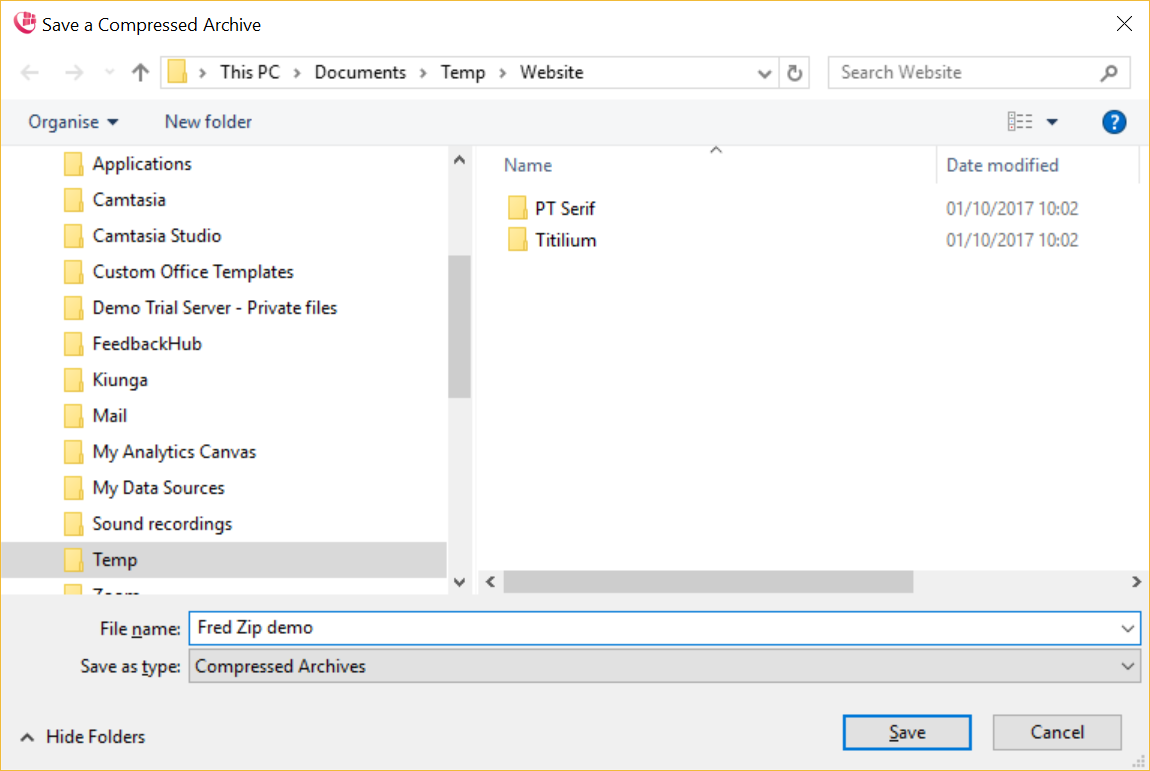 Save a Compressed Archive
This PC > Documents > Temp > Website
Search Website
Organise
New folder
?
Name
Date modified
Applications
Camtasia
Camtasia Studio
Custom Office Templates
Demo Trial Server - Private files
FeedbackHub
Kiunga
Mail
My Analytics Canvas
My Data Sources
Sound recordings
Temp
PT Serif 01/10/2017 10:02
Titilium 01/10/2017 10:02
File name: Fred Zip demo
Save as type: Compressed Archives
Hide Folders
Save
Cancel